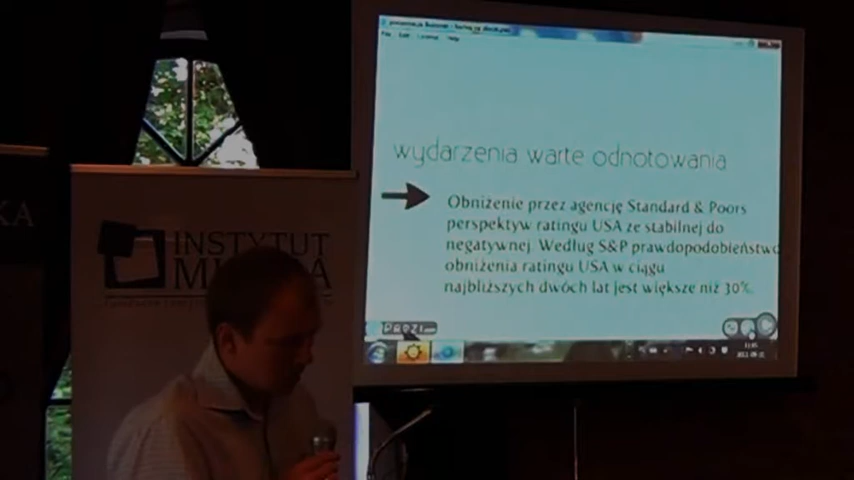 wydarzenia warte odnotowania
Obniżenie przez agencję Standard & Poors
perspektyw ratingu USA ze stabilnej do
negatywnej. Według S&P prawdopodobieństwo
obniżenia ratingu USA w ciągu
najbliższych dwóch lat jest większe niż 30%.
INSTYTUT
PREZI